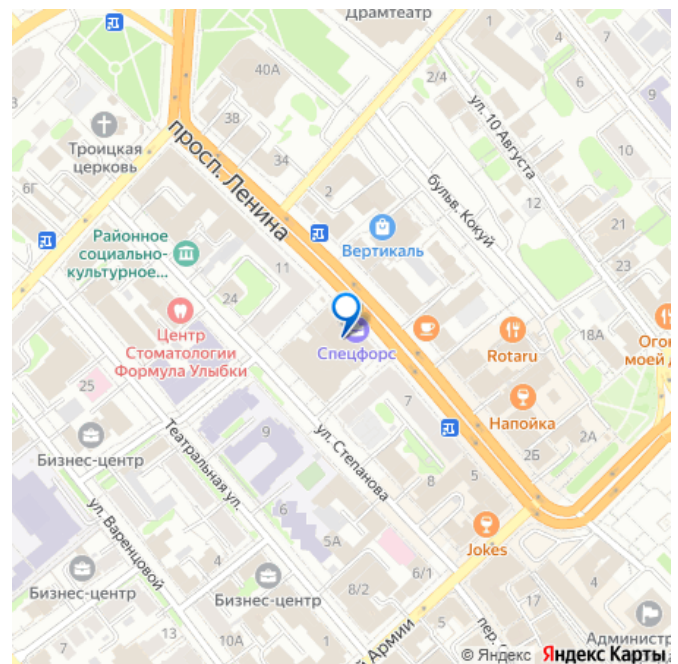 Драмтеатр
1
4
6
7
40А
2/4
9
ул. 10 Августа
38
Троицкая
церковь
просп. Ленина
34
10
6Г
2
бульв. Кокуй
12
21
Вертикаль
Районное
социально-
культурное...
11
23
24
Центр
Стоматологии
Формула Улыбки
Спецфорс
Rotaru
18А
Ого
моей д
25
7
Напойка
Театральная ул.
9
ул. Степанова
2А
Бизнес-центр
2Б
8
5
ул. Варенцовой
6
5А
Jokes
Бизнес-центр
Бизнес-центр
8/2
6/1
4
17
7
13
10А
1
й Армии
пер.
Администр
© Яндекс Яндекс Карты